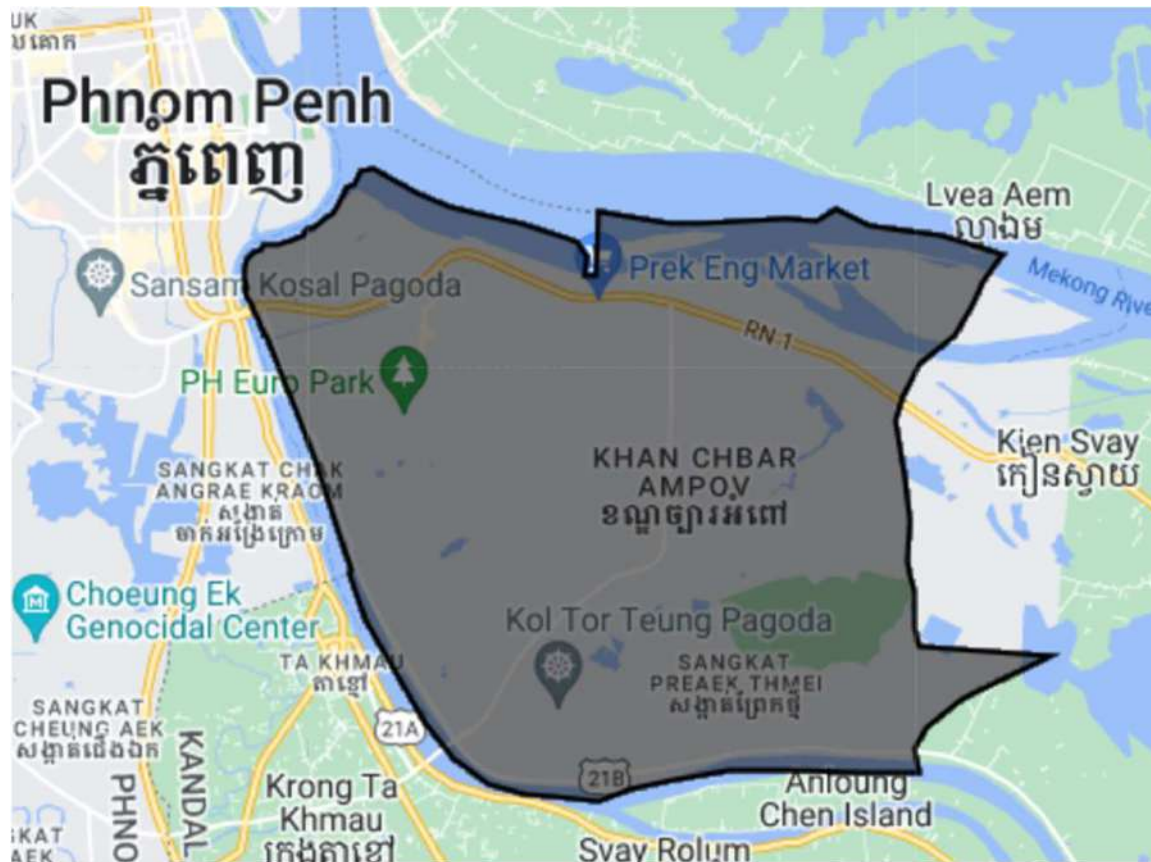 UK
Phnom Penh
ភ្នំពេញ
Lvea Aem
ល្វាឯម
Sansam Kosal Pagoda
Prek Eng Market
Mekong River
RN 1
PH Euro Park
KHAN CHBAR
AMPOV
ខណ្ឌច្បារអំពៅ
Kien Svay
កៀនស្វាយ
SANGKAT CHAK
ANGRAE KRAOM
សង្កាត់
ចាក់អង្រែក្រោម
Choeung Ek
Genocidal Center
Kol Tor Teung Pagoda
TA KHMAU
តាខ្មៅ
SANGKAT
PREAEK THMEI
សង្កាត់ព្រែកថ្មី
SANGKAT
CHEUNG AEK
សង្កាត់ជើងឯក
21A
21B
KANDAL
Krong Ta
Khmau
ក្រុងតាខ្មៅ
Anloung
Chen Island
Svay Rolum